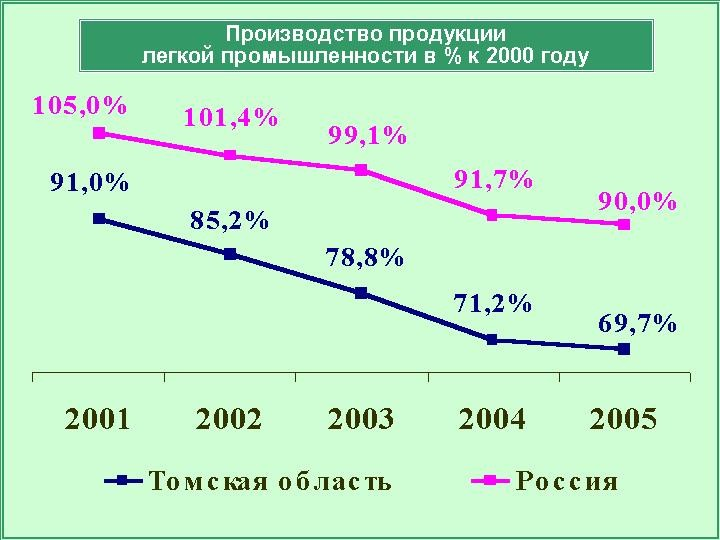 Производство продукции
легкой промышленности в % к 2000 году
105,0%
101,4%
99,1%
91,7%
90,0%
91,0%
85,2%
78,8%
71,2%
69,7%
2001 2002 2003 2004 2005
Томская область Россия